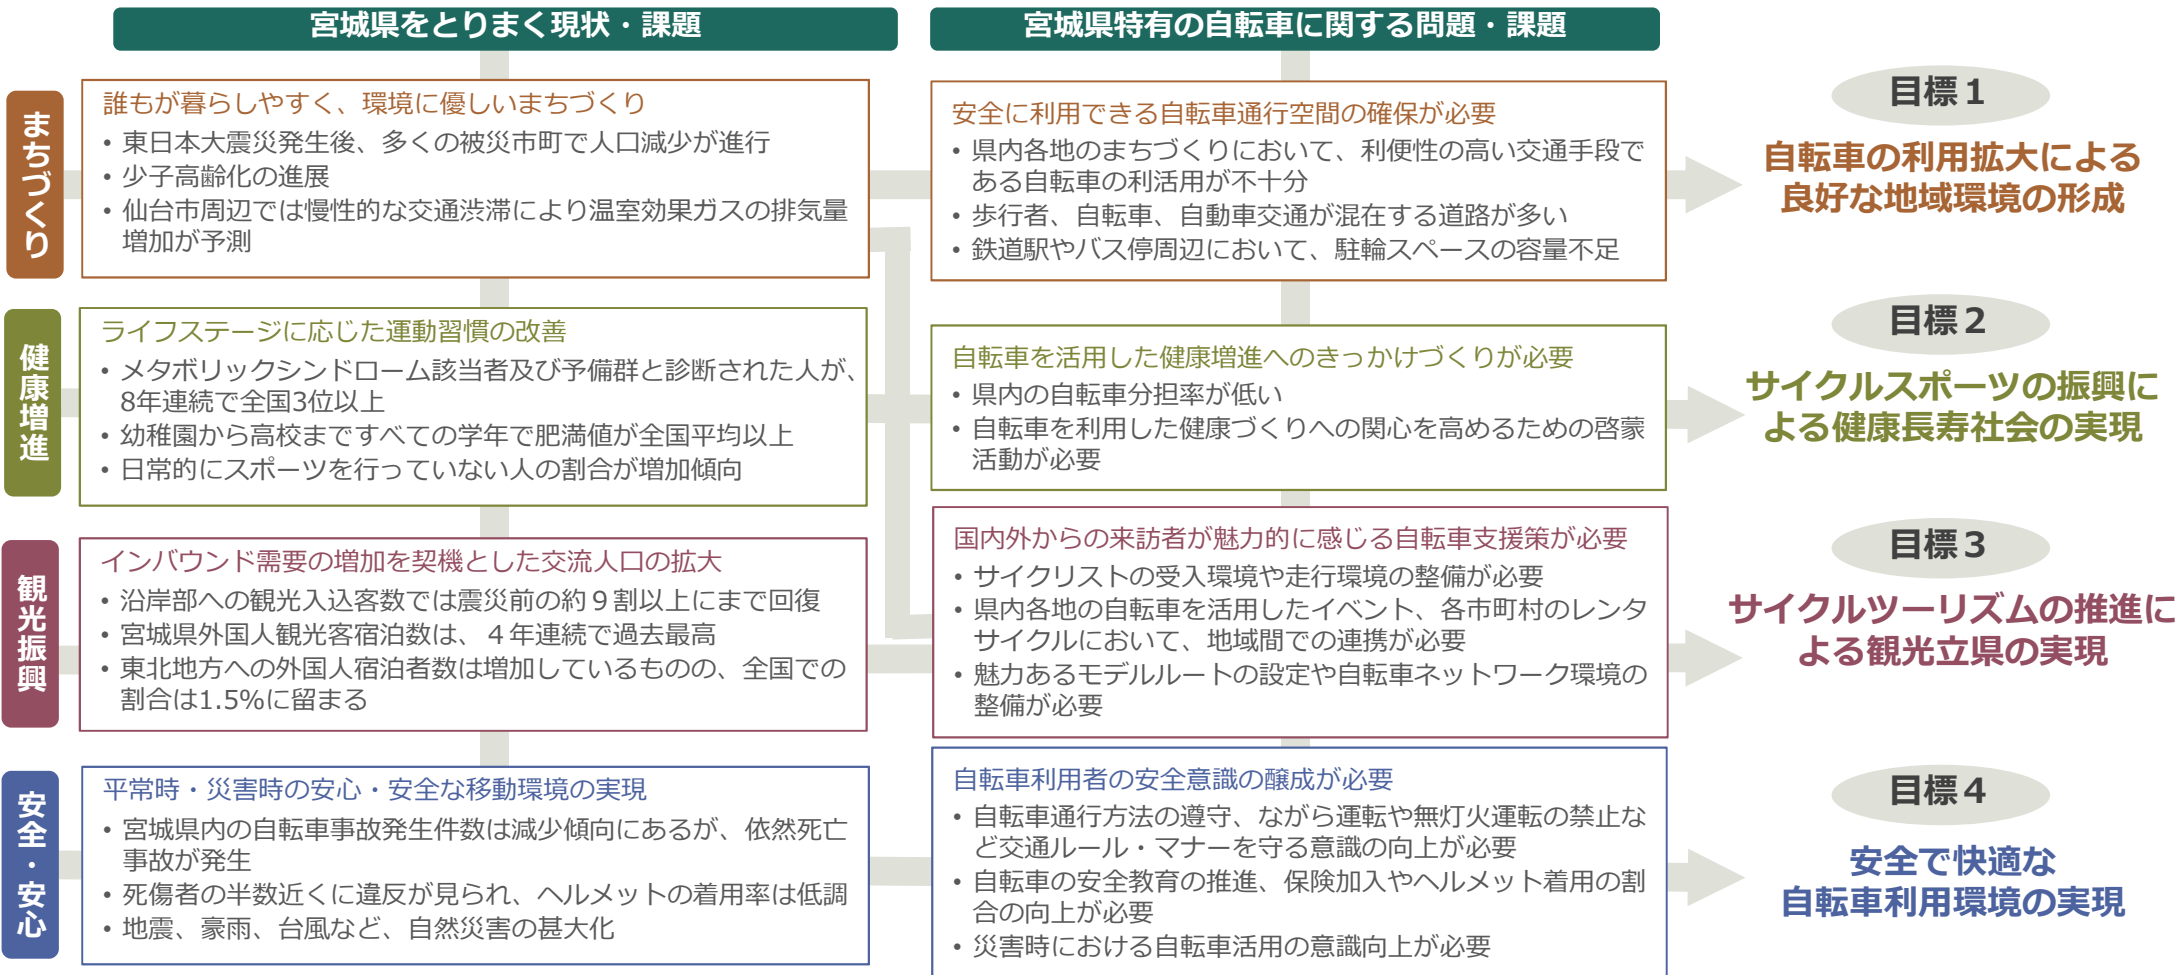 宮城県をとりまく現状・課題
宮城県特有の自転車に関する問題・課題
まちづくり
誰もが暮らしやすく、環境に優しいまちづくり
• 東日本大震災発生後、多くの被災市町で人口減少が進行
• 少子高齢化の進展
• 仙台市周辺では慢性的な交通渋滞により温室効果ガスの排気量
増加が予測
安全に利用できる自転車通行空間の確保が必要
• 県内各地のまちづくりにおいて、利便性の高い交通手段で
ある自転車の利活用が不十分
• 歩行者、自転車、自動車交通が混在する道路が多い
• 鉄道駅やバス停周辺において、駐輪スペースの容量不足
目標１
自転車の利用拡大による
良好な地域環境の形成
健康増進
ライフステージに応じた運動習慣の改善
• メタボリックシンドローム該当者及び予備群と診断された人が、
8年連続で全国3位以上
• 幼稚園から高校まですべての学年で肥満値が全国平均以上
• 日常的にスポーツを行っていない人の割合が増加傾向
自転車を活用した健康増進へのきっかけづくりが必要
• 県内の自転車分担率が低い
• 自転車を利用した健康づくりへの関心を高めるための啓蒙
活動が必要
目標２
サイクルスポーツの振興に
よる健康長寿社会の実現
観光振興
インバウンド需要の増加を契機とした交流人口の拡大
• 沿岸部への観光入込客数では震災前の約９割以上にまで回復
• 宮城県外国人観光客宿泊数は、４年連続で過去最高
• 東北地方への外国人宿泊者数は増加しているものの、全国での
割合は1.5%に留まる
国内外からの来訪者が魅力的に感じる自転車支援策が必要
• サイクリストの受入環境や走行環境の整備が必要
• 県内各地の自転車を活用したイベント、各市町村のレンタ
サイクルにおいて、地域間での連携が必要
• 魅力あるモデルルートの設定や自転車ネットワーク環境の
整備が必要
目標３
サイクルツーリズムの推進に
よる観光立県の実現
安全・安心
平常時・災害時の安心・安全な移動環境の実現
• 宮城県内の自転車事故発生件数は減少傾向にあるが、依然死亡
事故が発生
• 死傷者の半数近くに違反が見られ、ヘルメットの着用率は低調
• 地震、豪雨、台風など、自然災害の甚大化
自転車利用者の安全意識の醸成が必要
• 自転車通行方法の遵守、ながら運転や無灯火運転の禁止な
ど交通ルール・マナーを守る意識の向上が必要
• 自転車の安全教育の推進、保険加入やヘルメット着用の割
合の向上が必要
• 災害時における自転車活用の意識向上が必要
目標４
安全で快適な
自転車利用環境の実現